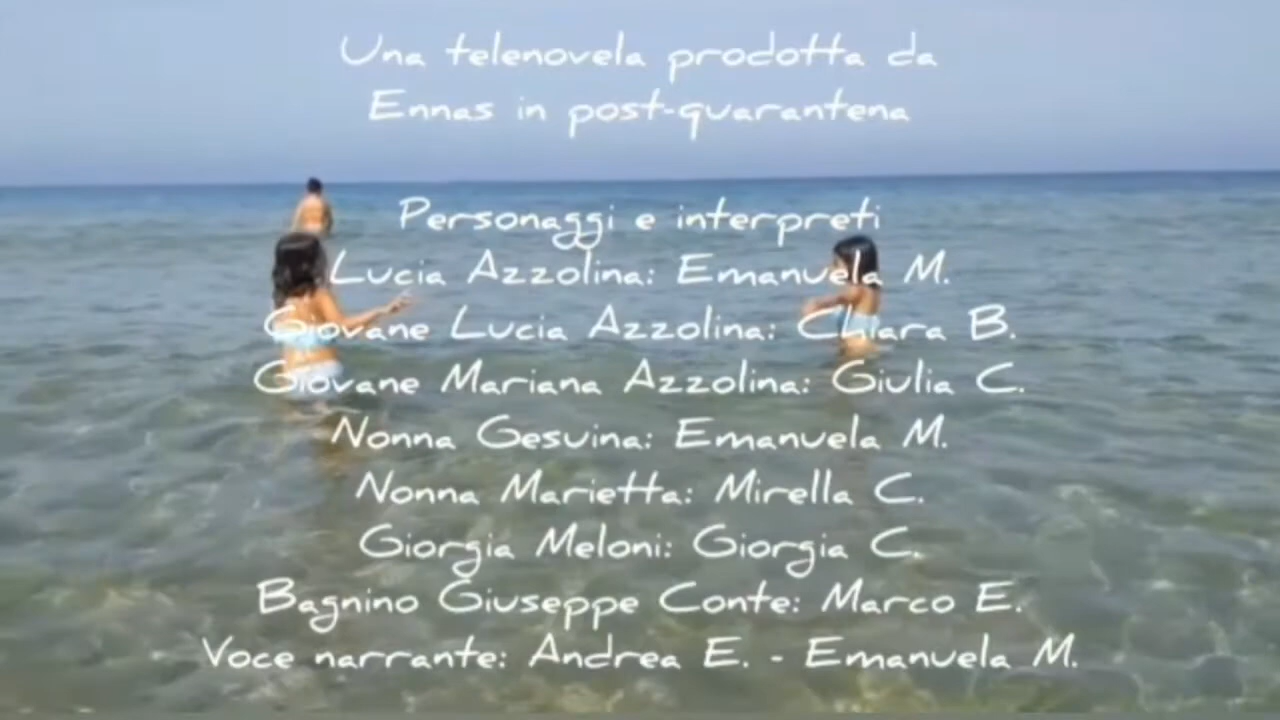 Una telenovela prodotta da
Ennas in post-quarantena
Personaggi e interpreti
Lucia Azzolina: Emanuela M.
Giovane Lucia Azzolina: Chiara B.
Giovane Mariana Azzolina: Giulia C.
Nonna Gesuina: Emanuela M.
Nonna Marietta: Mirella C.
Giorgia Meloni: Giorgia C.
Bagnino Giuseppe Conte: Marco E.
Voce narrante: Andrea E. - Emanuela M.